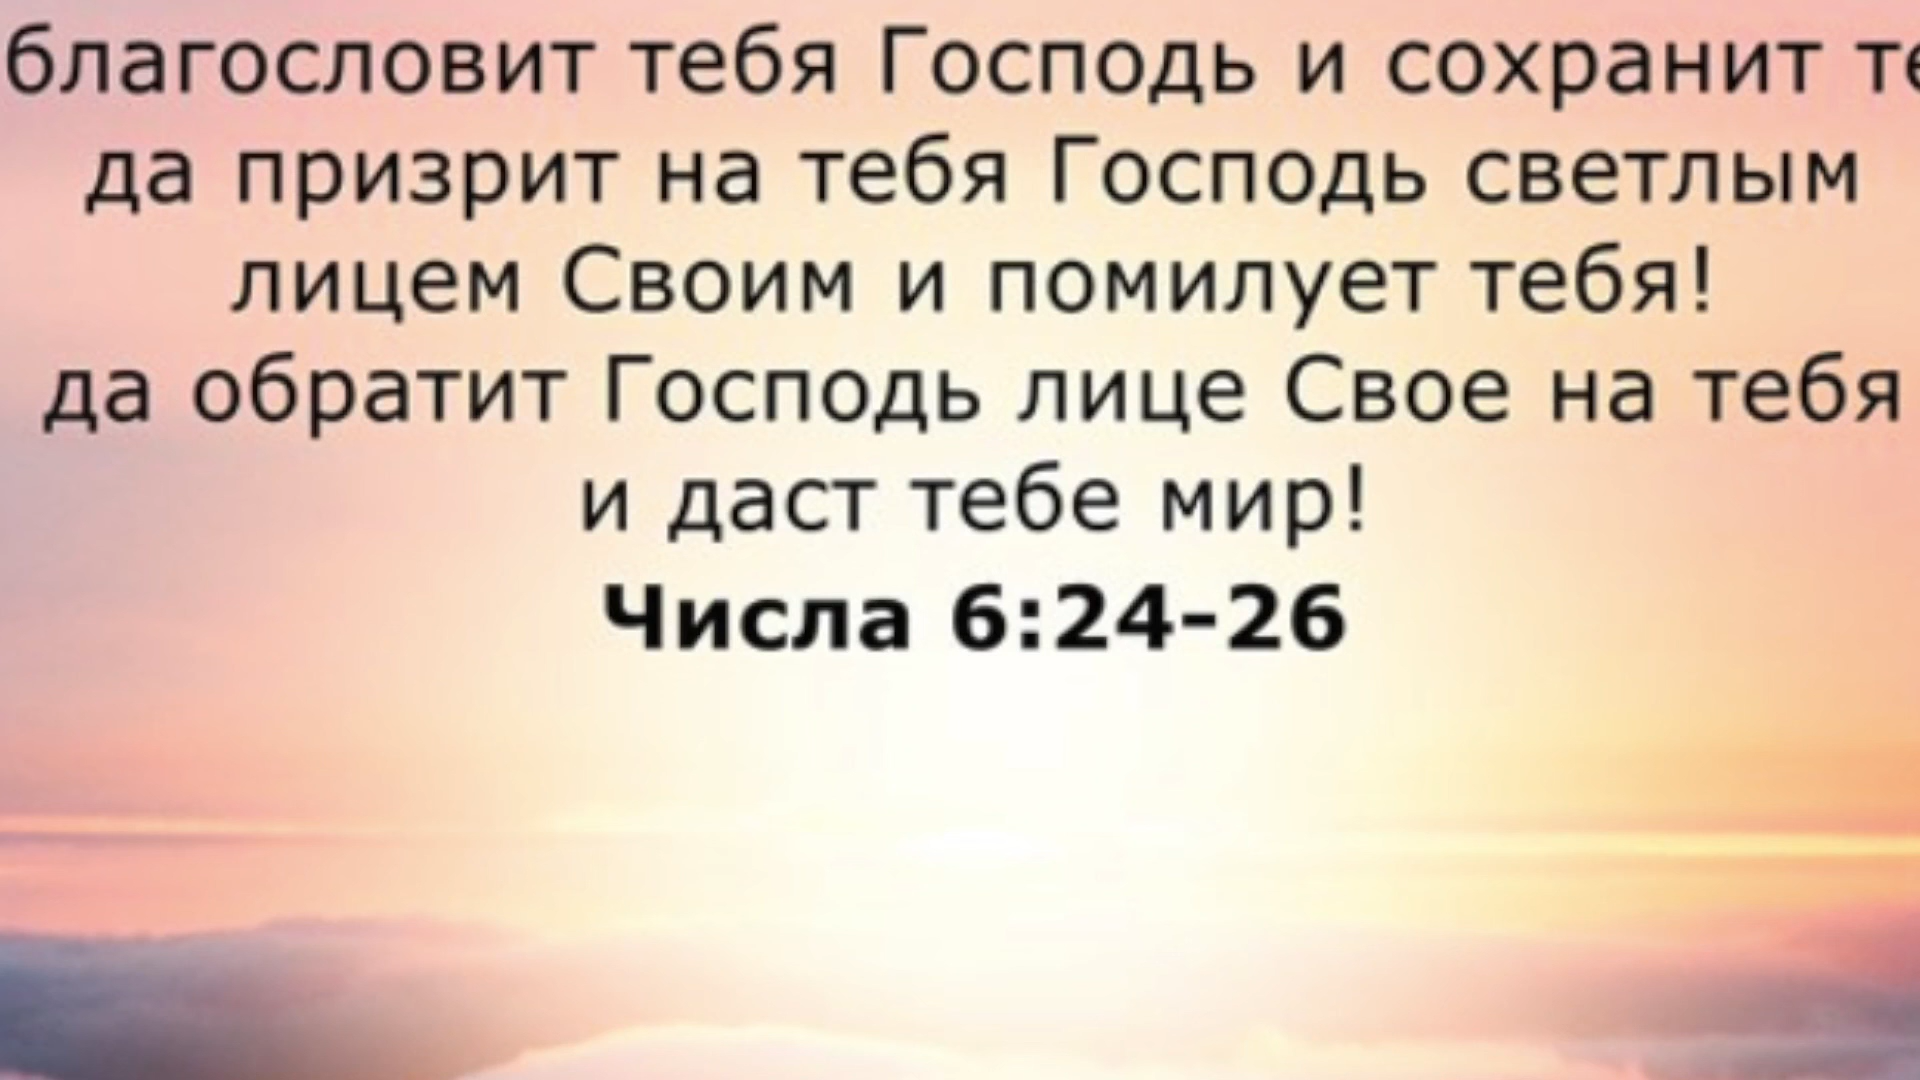 благословит тебя Господь и сохранит
да призрит на тебя Господь светлым
лицем Своим и помилует тебя!
да обратит Господь лице Свое на тебя
и даст тебе мир!
Числа 6:24-26